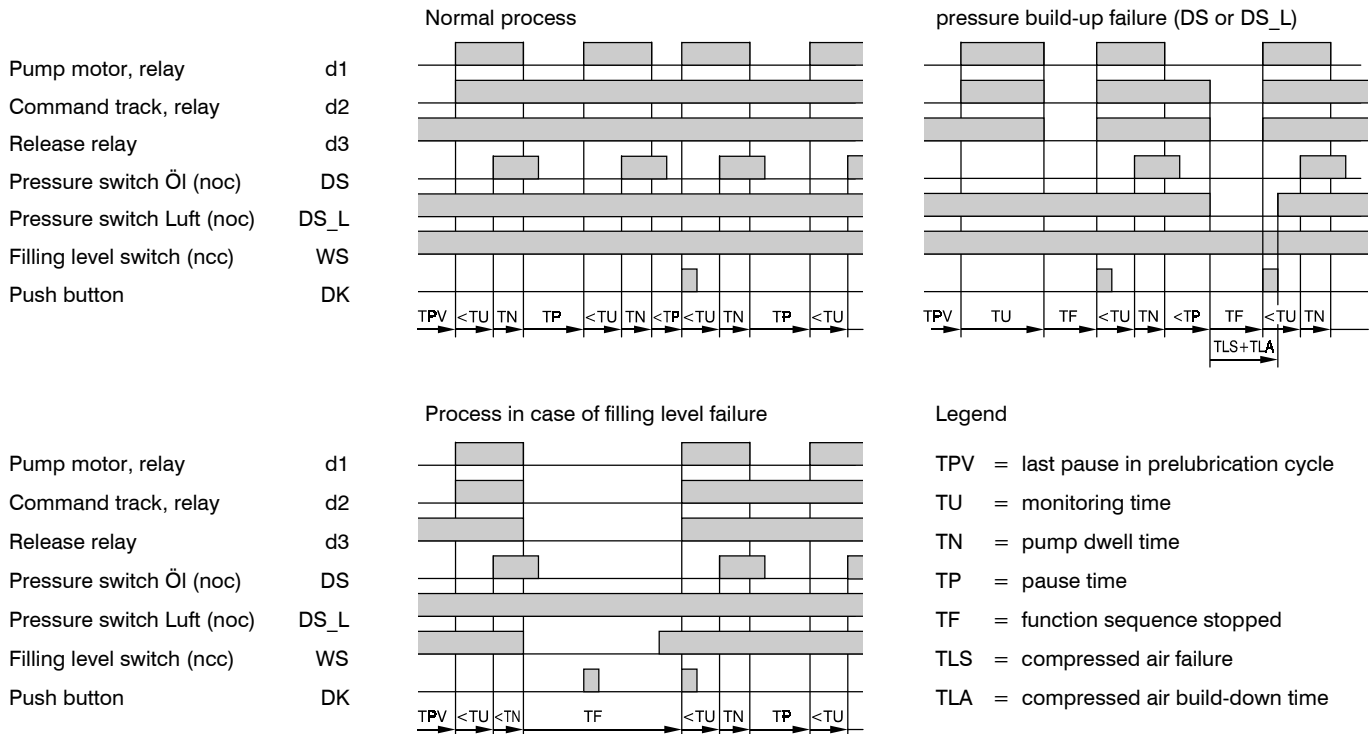 Normal process
pressure build-up failure (DS or DS_L)
Pump motor, relay d1
Command track, relay d2
Release relay d3
Pressure switch Öl (noc) DS
Pressure switch Luft (noc) DS_L
Filling level switch (ncc) WS
Push button DK
TPV <TU TN TP <TU TN <TP <TU TN TP <TU
TPV TU TF <TU TN <TP TF <TU TN
TLS+TLA
Process in case of filling level failure
Pump motor, relay d1
Command track, relay d2
Release relay d3
Pressure switch Öl (noc) DS
Pressure switch Luft (noc) DS_L
Filling level switch (ncc) WS
Push button DK
TPV <TU <TN TF <TU TN TP <TU
Legend
TPV = last pause in prelubrication cycle
TU = monitoring time
TN = pump dwell time
TP = pause time
TF = function sequence stopped
TLS = compressed air failure
TLA = compressed air build-down time